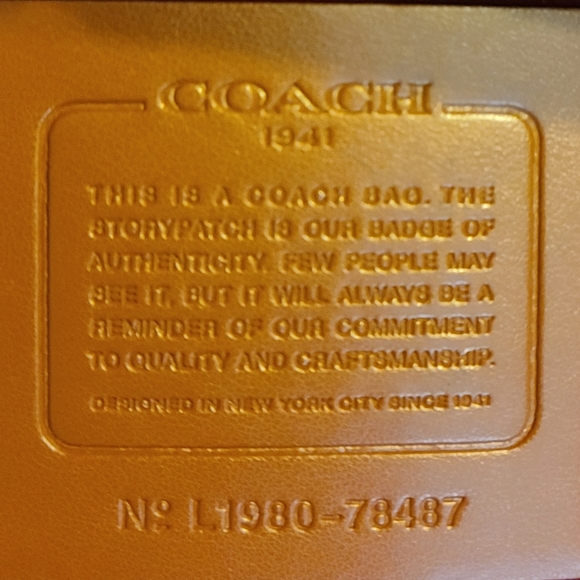 COACH
1941
THIS IS A COACH BAG. THE
STORYPATCH IS OUR BADGE OF
AUTHENTICITY. FEW PEOPLE MAY
SEE IT, BUT IT WILL ALWAYS BE A
REMINDER OF OUR COMMITMENT
TO QUALITY AND CRAFTSMANSHIP.
DESIGNED IN NEW YORK CITY SINCE 1941
Nº L1980-78487